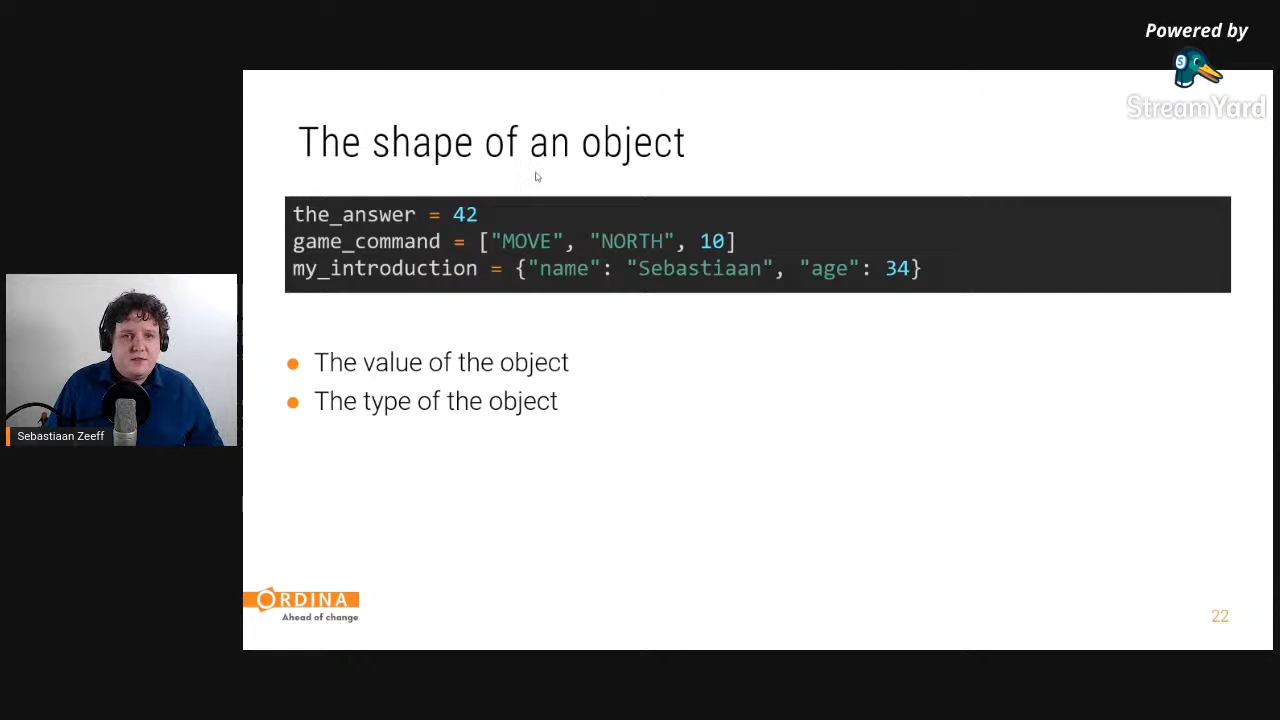 Powered by
StreamYard
The shape of an object
the_answer = 42
game_command = ["MOVE", "NORTH", 10]
my_introduction = {"name": "Sebastiaan", "age": 34}
The value of the object
The type of the object
Sebastiaan Zeeff
ORDINA
Ahead of change
22